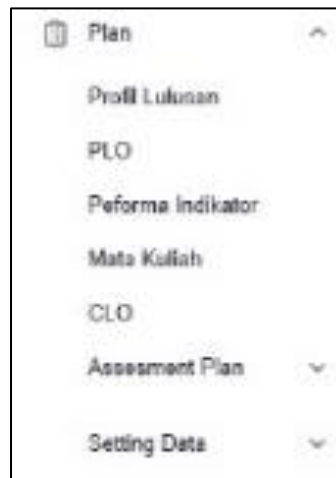 Plan
Profil Lulusan
PLO
Peforma Indikator
Mata Kuliah
CLO
Assesment Plan
Setting Data